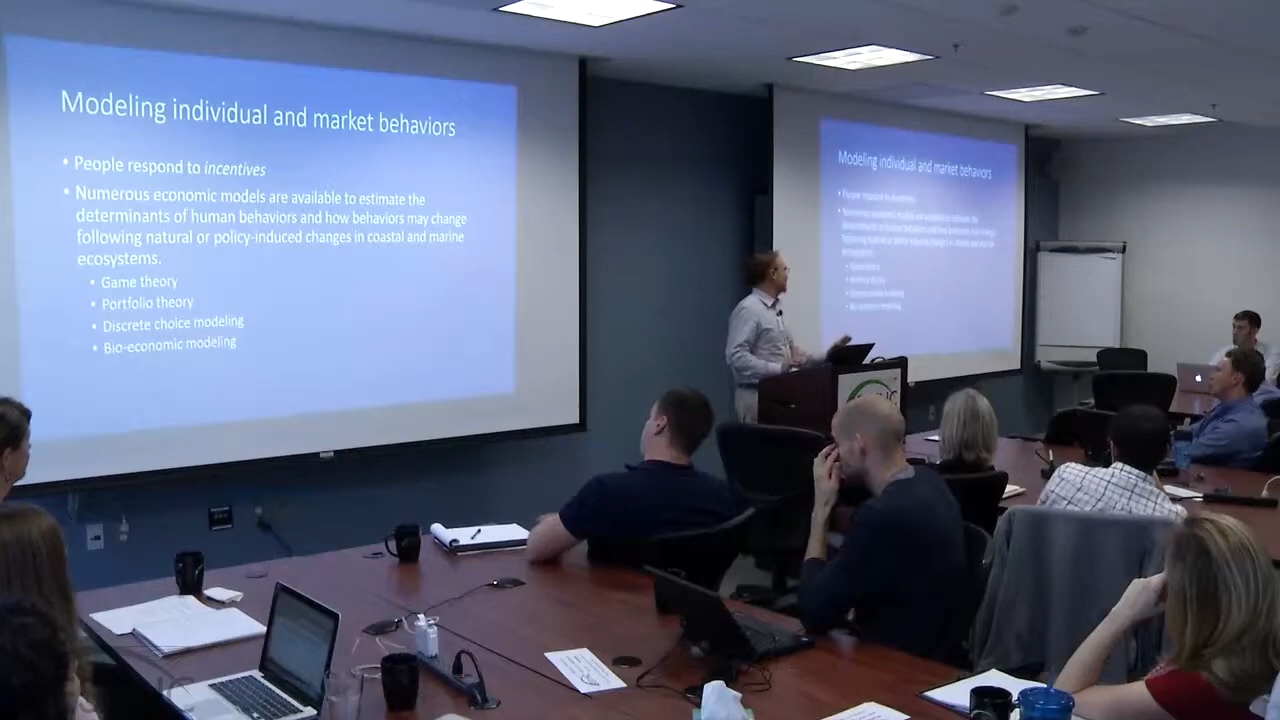 Modeling individual and market behaviors
• People respond to incentives
• Numerous economic models are available to estimate the
determinants of human behaviors and how behaviors may change
following natural or policy-induced changes in coastal and marine
ecosystems.
• Game theory
• Portfolio theory
• Discrete choice modeling
• Bio-economic modeling
Modeling individual and market behaviors